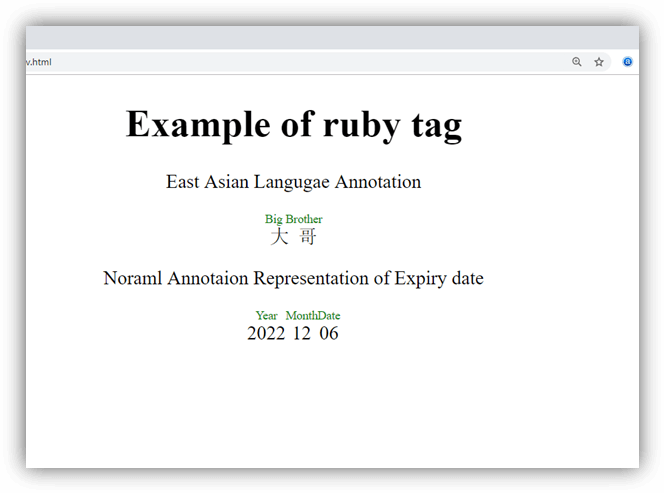 v.html
Example of ruby tag
East Asian Langugae Annotation
Big Brother
大 哥
Noraml Annotaion Representation of Expiry date
Year MonthDate
2022 12 06